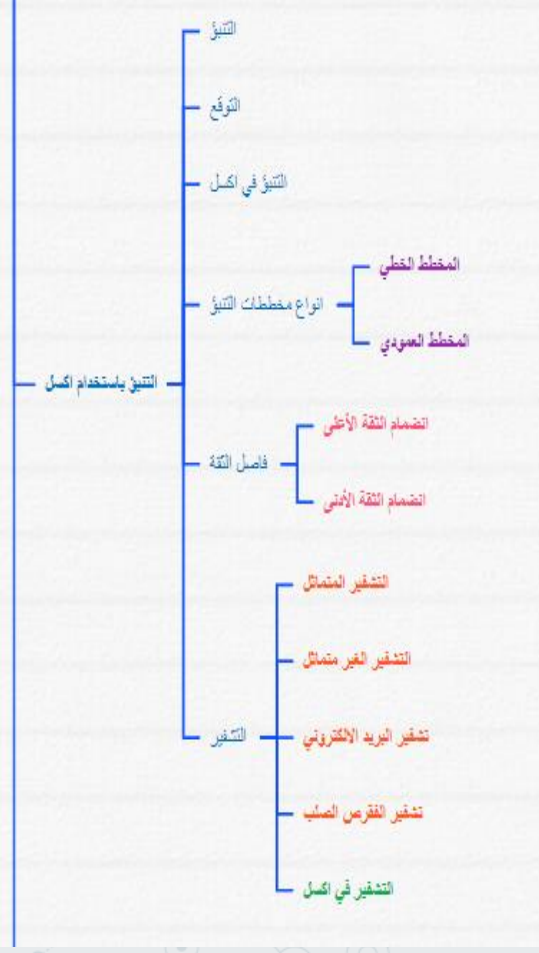 التنبؤ
التوقع
التنبؤ في اكسل
انواع مخططات التنبؤ
المخطط الخطي
المخطط العمودي
التنبؤ باستخدام اكسل
فاصل الثقة
انضمام الثقة الأعلى
انضمام الثقة الأدنى
التشفير
التشفير المتماثل
التشفير الغير متماثل
تشفير البريد الالكتروني
تشفير الققرص الصلب
التشفير في اكسل